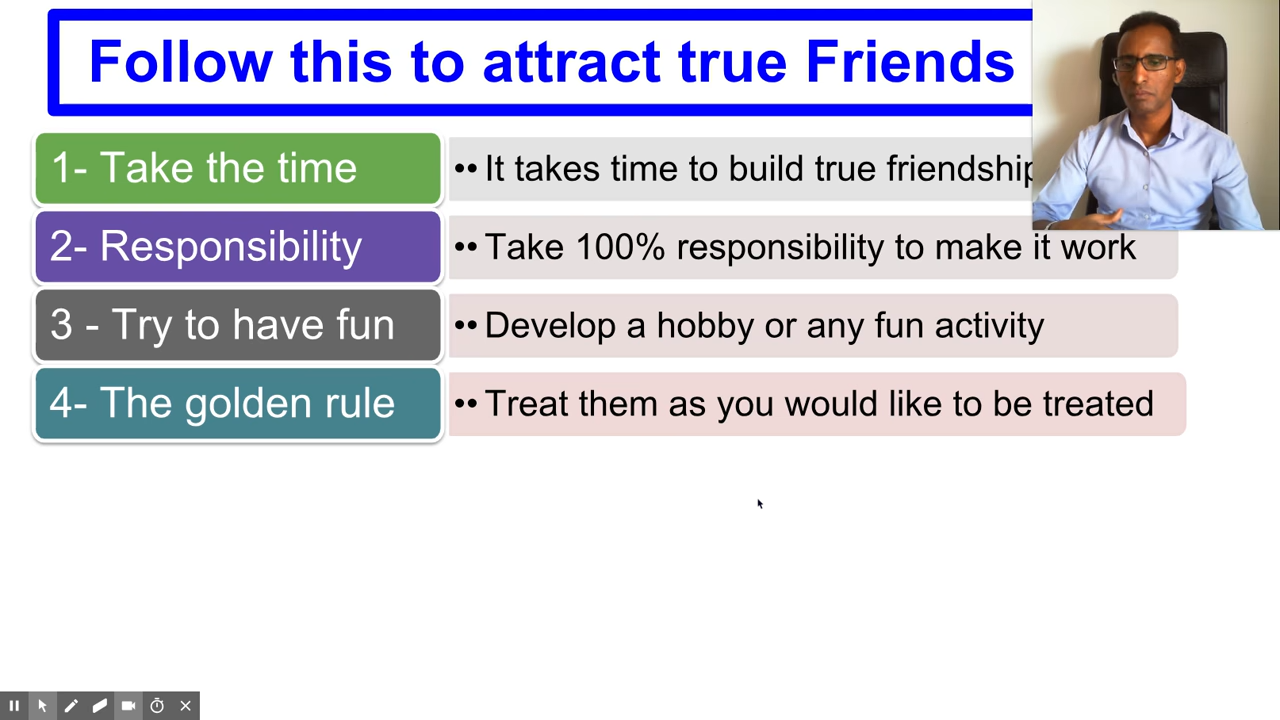 Follow this to attract true Friends
1- Take the time
•• It takes time to build true friendship
2- Responsibility
•• Take 100% responsibility to make it work
3 - Try to have fun
•• Develop a hobby or any fun activity
4- The golden rule
•• Treat them as you would like to be treated